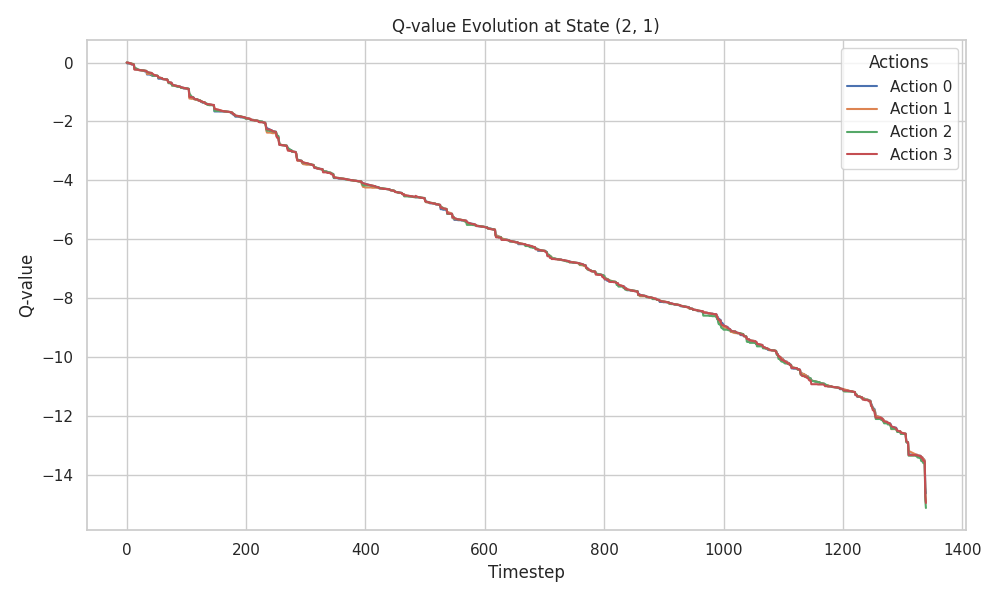 Q-value Evolution at State (2, 1)
Actions
Action 0
Action 1
Action 2
Action 3
Q-value
0
−2
−4
−6
−8
−10
−12
−14
0 200 400 600 800 1000 1200 1400
Timestep